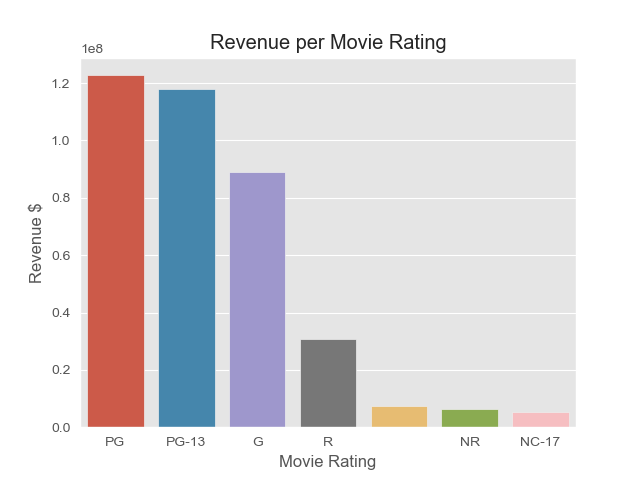 Revenue per Movie Rating
1e8
1.2
1.0
0.8
0.6
0.4
0.2
0.0
Revenue $
PG PG-13 G R NR NC-17
Movie Rating